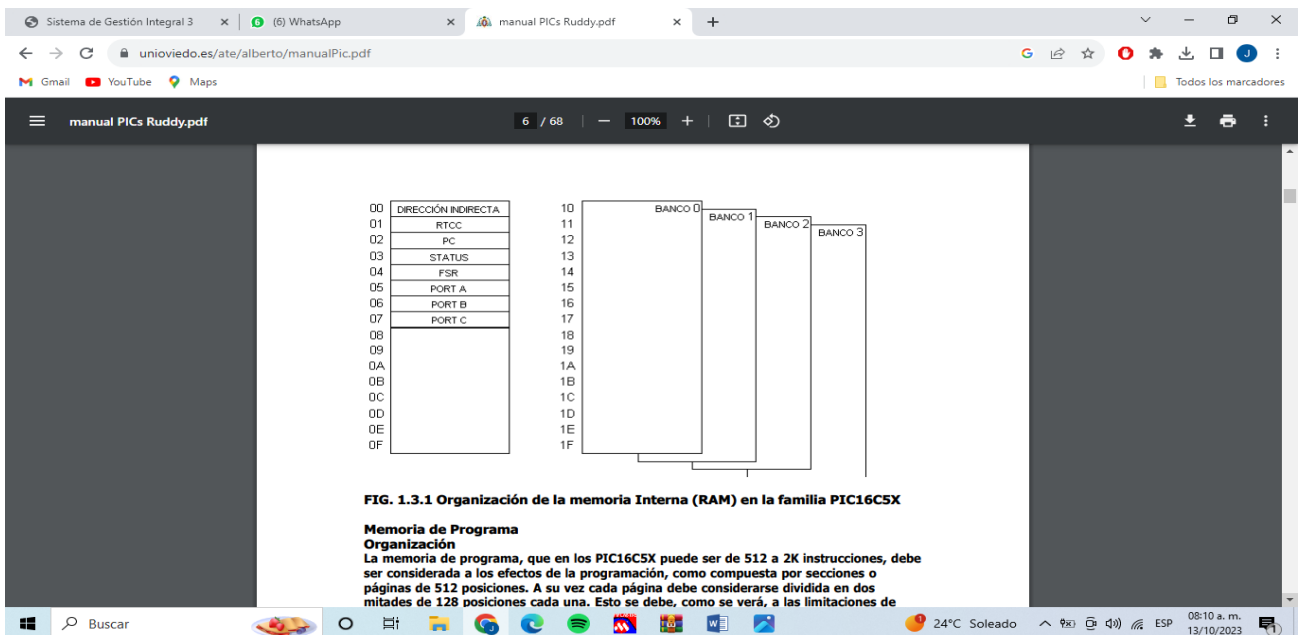 Sistema de Gestión Integral 3
(6) WhatsApp
manual PICs Ruddy.pdf
unioviedo.es/ate/alberto/manualPic.pdf
Gmail YouTube Maps Todos los marcadores
manual PICs Ruddy.pdf 6 / 68 100%
00 DIRECCIÓN INDIRECTA
01 RTCC
02 PC
03 STATUS
04 FSR
05 PORT A
06 PORT B
07 PORT C
08
09
0A
0B
0C
0D
0E
0F
10 BANCO 0 BANCO 1 BANCO 2 BANCO 3
11
12
13
14
15
16
17
18
19
1A
1B
1C
1D
1E
1F
FIG. 1.3.1 Organización de la memoria Interna (RAM) en la familia PIC16C5X
Memoria de Programa
Organización
La memoria de programa, que en los PIC16C5X puede ser de 512 a 2K instrucciones, debe
ser considerada a los efectos de la programación, como compuesta por secciones o
páginas de 512 posiciones. A su vez cada página debe considerarse dividida en dos
mitades de 128 posiciones cada una. Esto se debe, como se verá, a las limitaciones de
Buscar
24°C Soleado
ESP
08:10 a. m.
13/10/2023